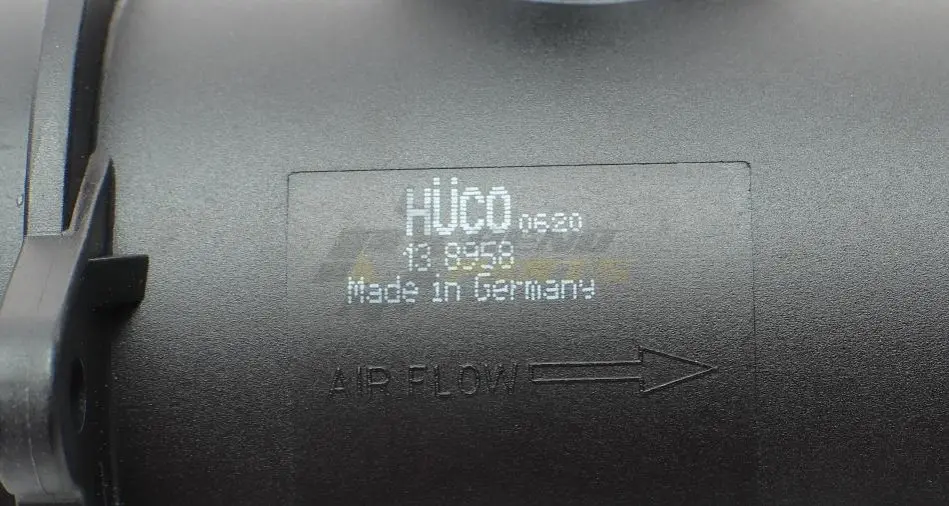 HÜCO 0620
13 8958
Made in Germany
AIR FLOW